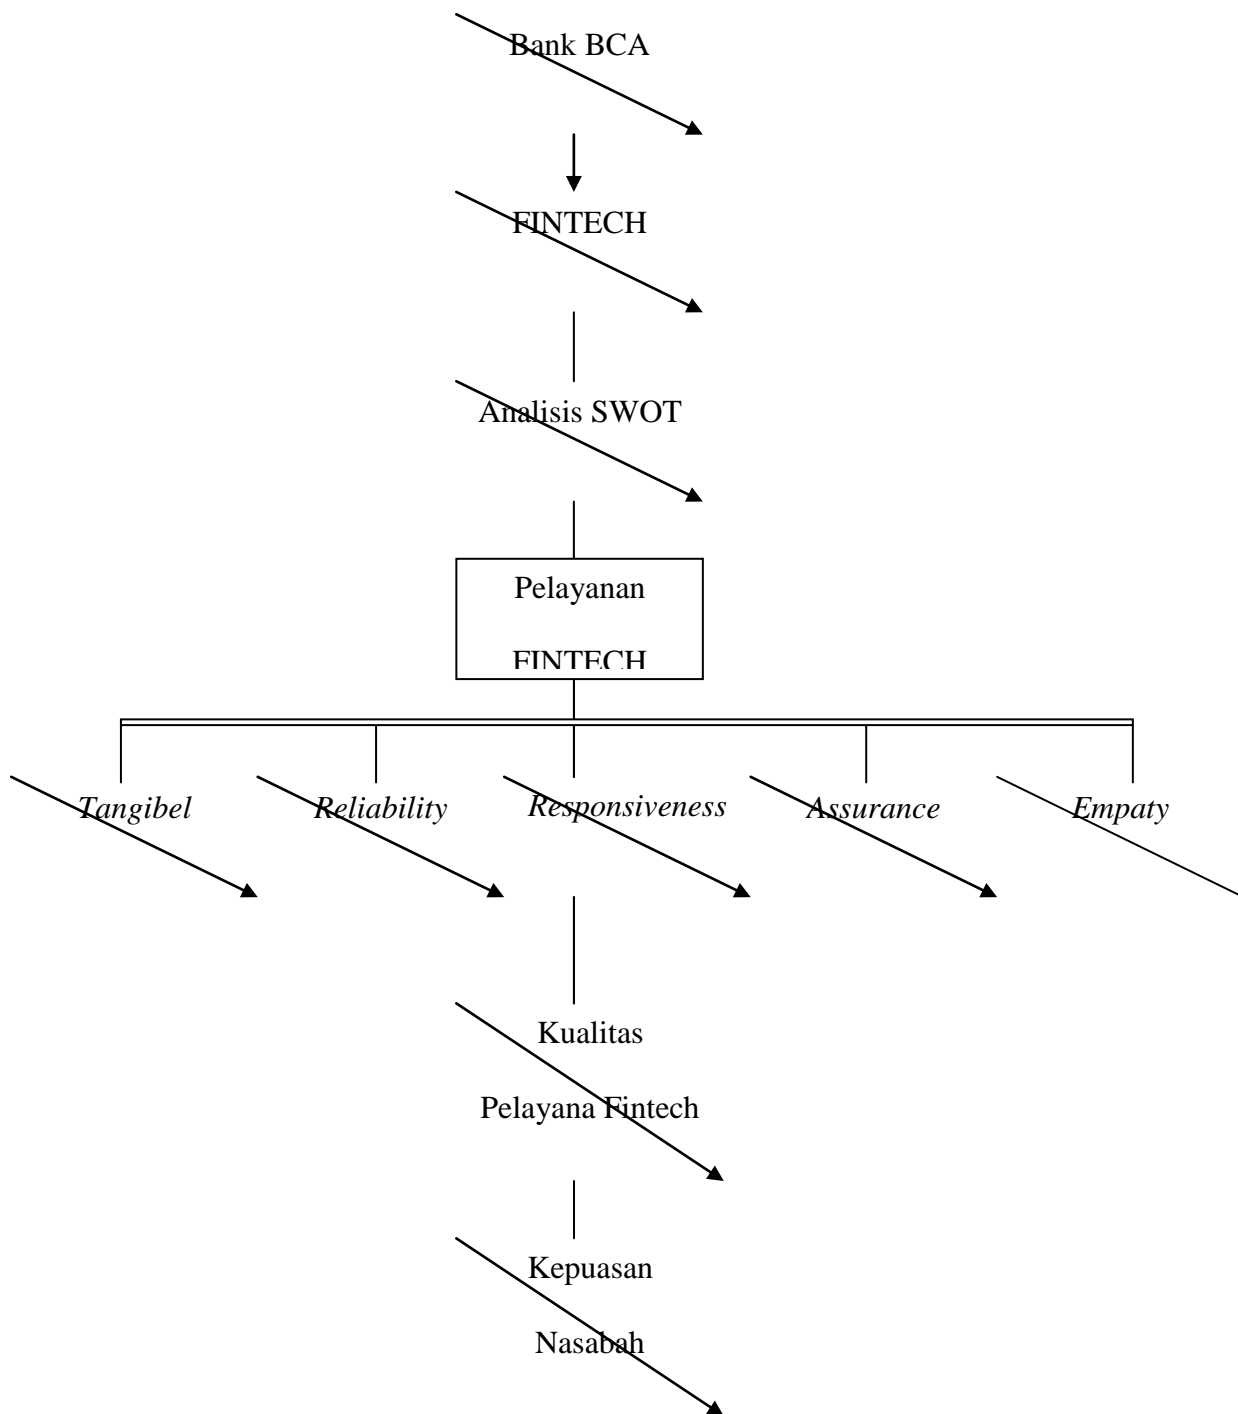 Bank BCA
FINTECH
Analisis SWOT
Pelayanan
FINTECH
Tangibel Reliability Responsiveness Assurance Empaty
Kualitas
Pelayana Fintech
Kepuasan
Nasabah